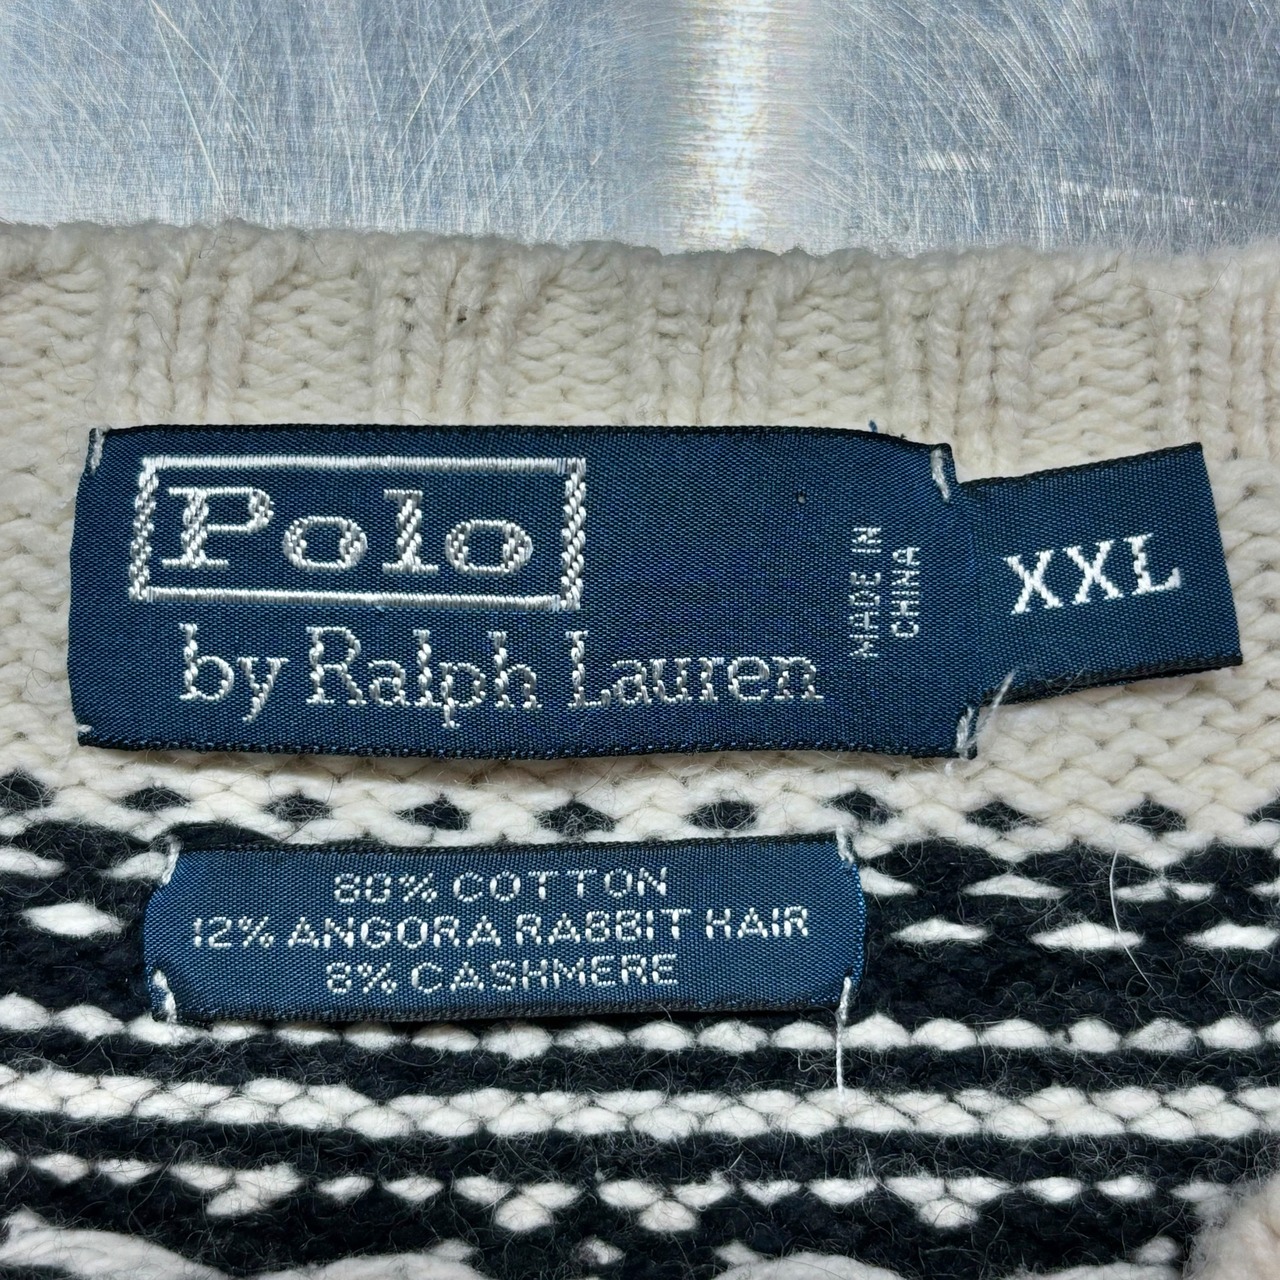 Polo
by Ralph Lauren
MADE IN
CHINA
XXL
80% COTTON
12% ANGORA RABBIT HAIR
8% CASHMERE